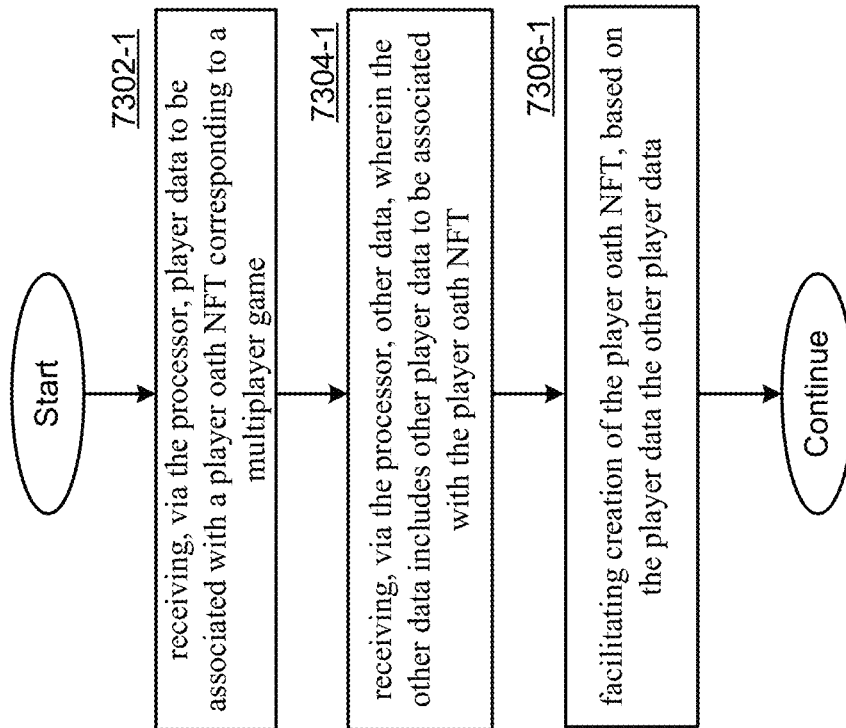 Start
7302-1
receiving, via the processor, player data to be
associated with a player oath NFT corresponding to a
multiplayer game
7304-1
receiving, via the processor, other data, wherein the
other data includes other player data to be associated
with the player oath NFT
7306-1
facilitating creation of the player oath NFT, based on
the player data the other player data
Continue